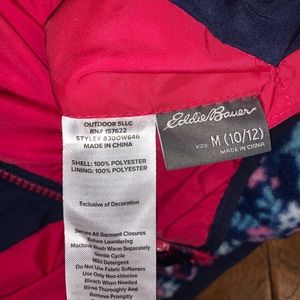 OUTDOOR 5LLC
RN# 157622
STYLE# 830OW646
MADE IN CHINA
SHELL: 100% POLYESTER
LINING: 100% POLYESTER
Exclusive of Decoration
Secure All Garment Closures
Before Laundering
Machine Wash Warm Separately
Gentle Cycle
Mild Detergent
Do Not Use Fabric Softeners
Use Only Non-Chlorine
Bleach When Needed
Rinse Thoroughly And
Remove Promptly
Eddie Bauer
KIDS M (10/12)
MADE IN CHINA